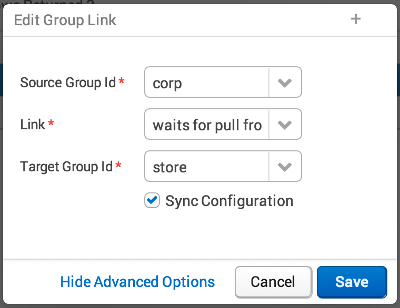 Edit Group Link +
Source Group Id * corp
Link * waits for pull fro
Target Group Id * store
Sync Configuration
Hide Advanced Options Cancel Save